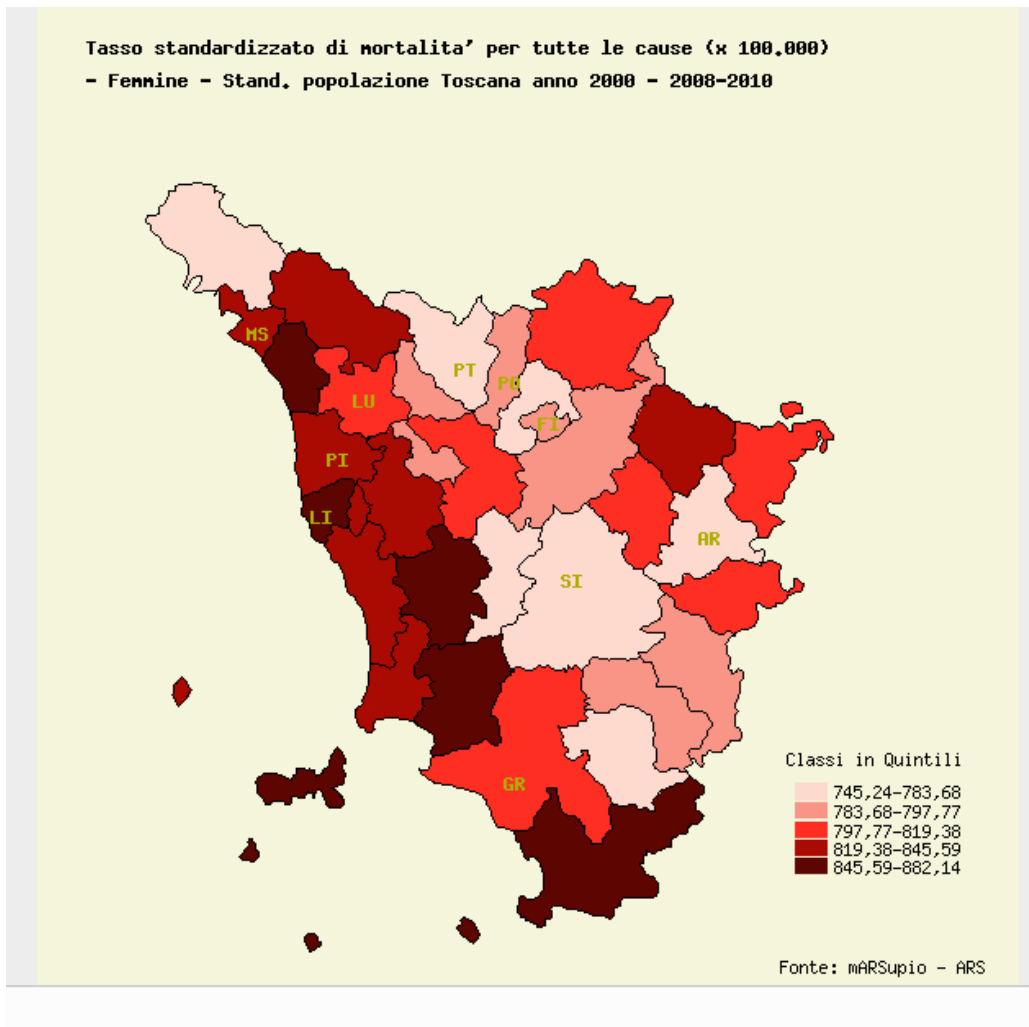 Tasso standardizzato di mortalita' per tutte le cause (x 100.000)
- Femmine - Stand. popolazione Toscana anno 2000 - 2008-2010
MS
PT
PO
LU
FI
PI
LI
AR
SI
GR
Classi in Quintili
745,24-783,68
783,68-797,77
797,77-819,38
819,38-845,59
845,59-882,14
Fonte: mARSupio - ARS